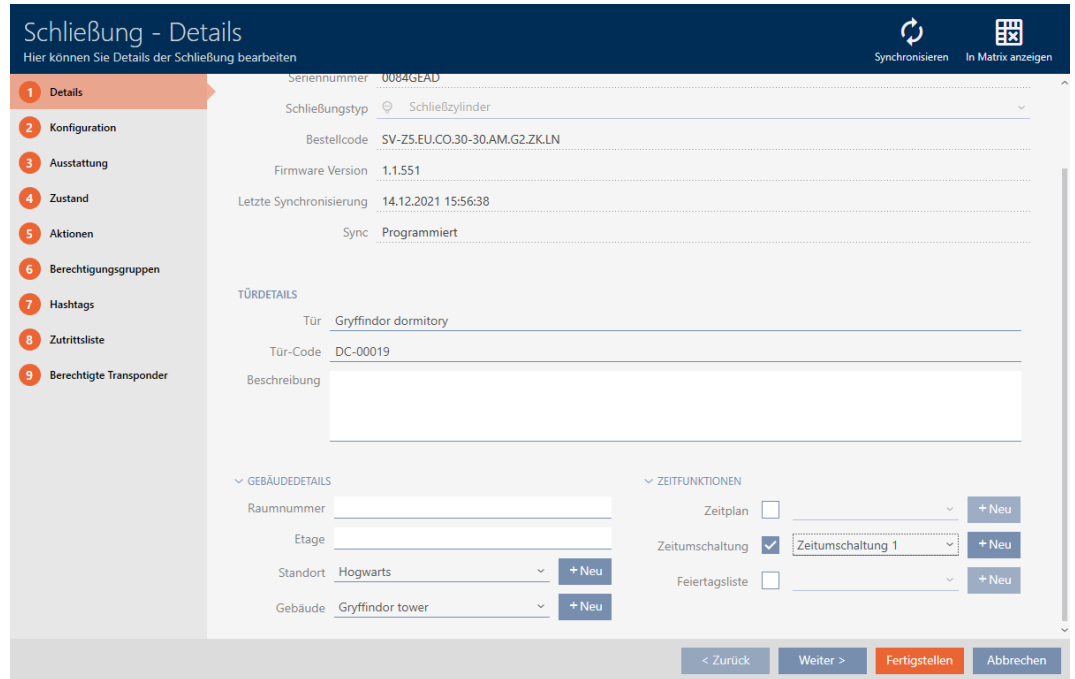 Schließung - Details
Hier können Sie Details der Schließung bearbeiten
Synchronisieren
In Matrix anzeigen
1 Details
2 Konfiguration
3 Ausstattung
4 Zustand
5 Aktionen
6 Berechtigungsgruppen
7 Hashtags
8 Zutrittsliste
9 Berechtigte Transponder
Seriennummer 0084GEAD
Schließungstyp Schließzylinder
Bestellcode SV-Z5.EU.CO.30-30.AM.G2.ZK.LN
Firmware Version 1.1.551
Letzte Synchronisierung 14.12.2021 15:56:38
Sync Programmiert
TÜRDETAILS
Tür Gryffindor dormitory
Tür-Code DC-00019
Beschreibung
GEBÄUDEDETAILS
Raumnummer
Etage
Standort Hogwarts + Neu
Gebäude Gryffindor tower + Neu
ZEITFUNKTIONEN
Zeitplan + Neu
Zeitumschaltung Zeitumschaltung 1 + Neu
Feiertagsliste + Neu
< Zurück
Weiter >
Fertigstellen
Abbrechen